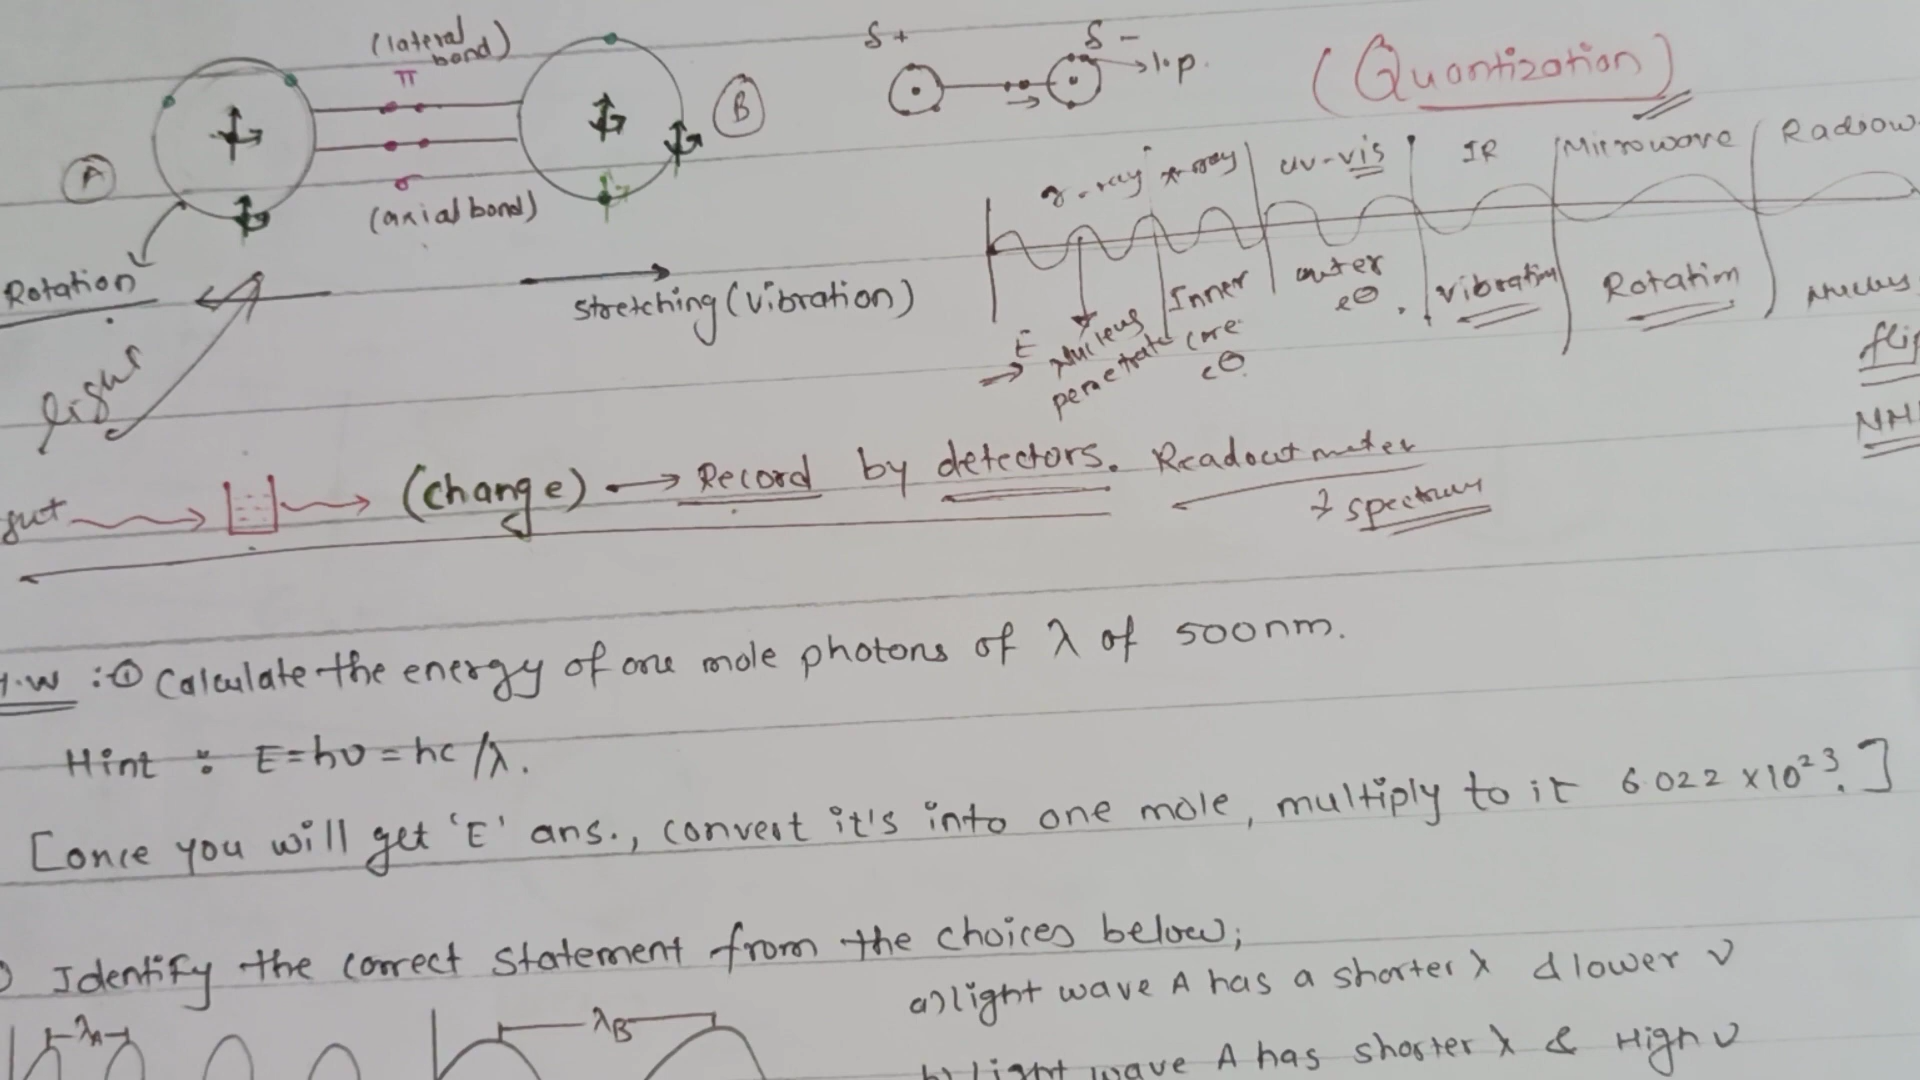 (lateral bond)
π
A
B
σ
(axial bond)
Rotation
light
stretching (vibration)
δ+
δ-
l.p.
(Quantization)
γ-ray
x-ray
uv-vis
IR
Microwave
Radiow
E
Nucleus penetrate
Inner core e⊖
outer e⊖.
vibration
Rotation
Nucleus
flip
(change) → Record by detectors. Readout meter
spectrum
.W :① Calculate the energy of one mole photons of λ of 500nm.
Hint : E=hν = hc/λ.
[once you will get 'E' ans., convert it's into one mole, multiply to it 6.022 ×10²³.]
Identify the correct statement from the choices below;
a) light wave A has a shorter λ & lower ν
b) light wave A has shorter λ & High ν
λA
λB